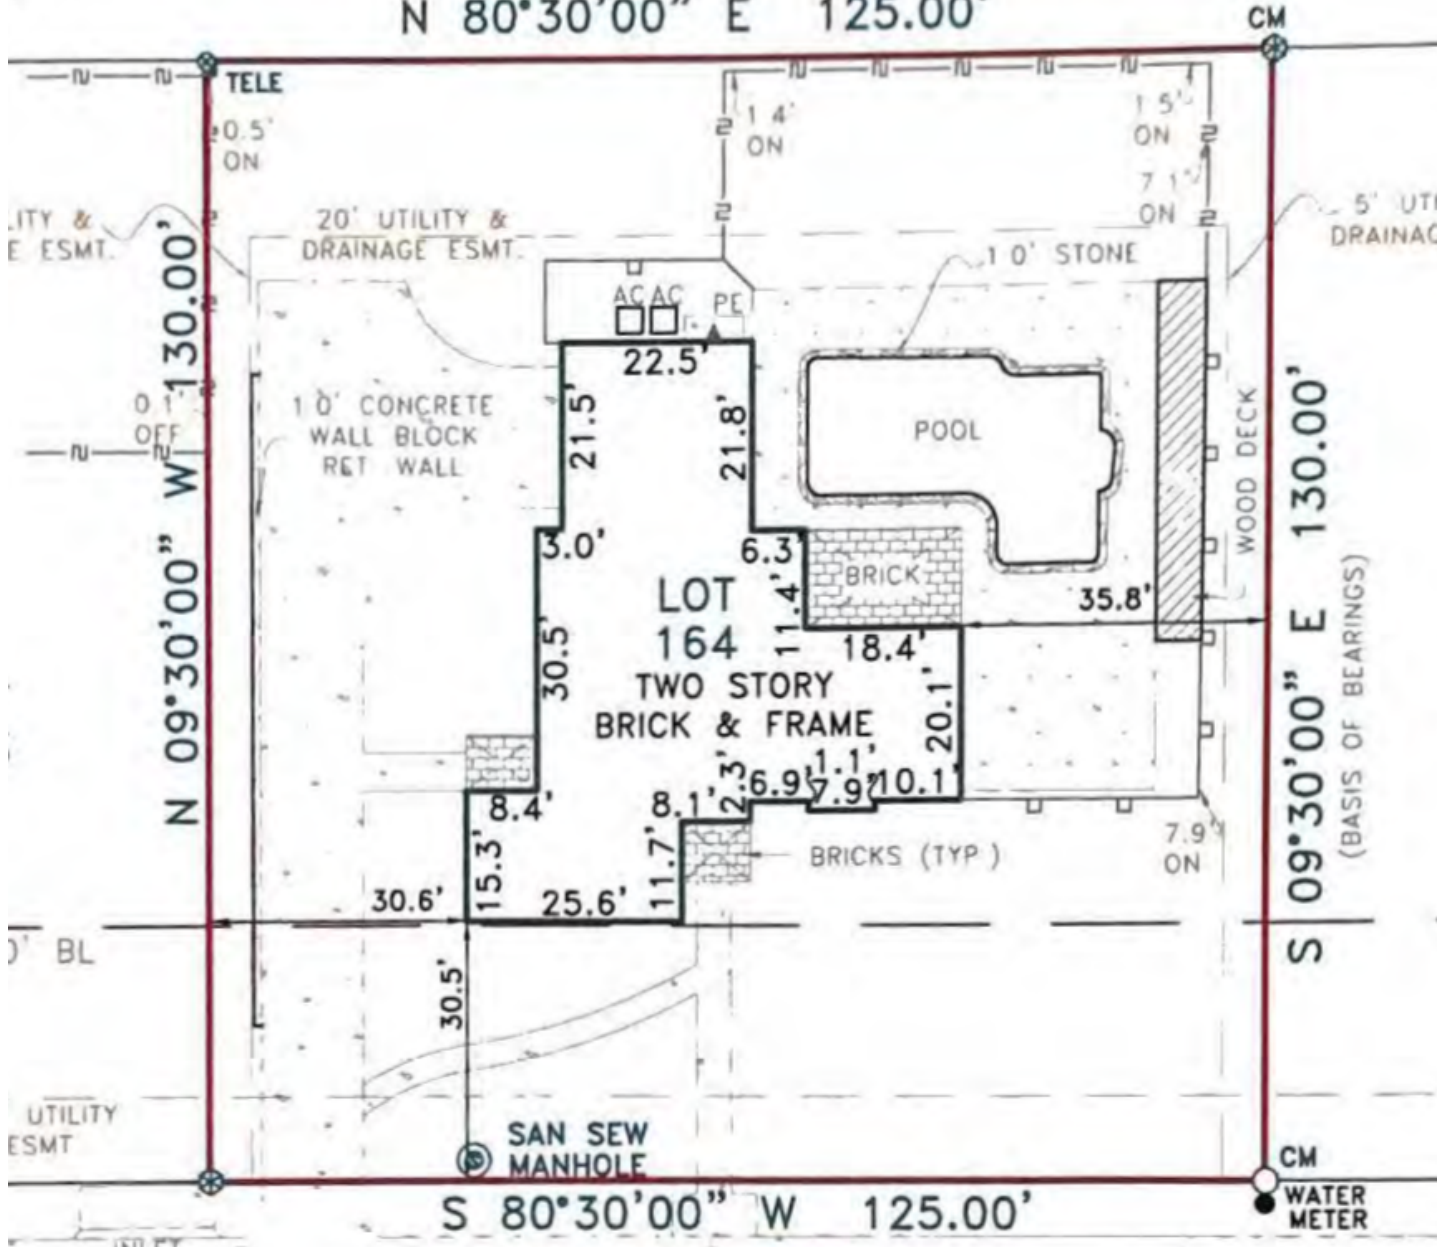 N 80°30'00" E 125.00'
CM
TELE
0.5'
ON
1 4'
ON
1 5'
ON
7 1'
ON
LITY &
E ESMT.
20' UTILITY &
DRAINAGE ESMT.
5' UTI
DRAINAG
1 0' STONE
AC AC
PE
22.5'
N 09°30'00" W 130.00'
0.1'
OFF
1 0' CONCRETE
WALL BLOCK
RET WALL
21.5'
21.8'
POOL
WOOD DECK
3.0'
6.3'
BRICK
11.4'
35.8'
LOT
164
18.4'
30.5'
TWO STORY
BRICK & FRAME
20.1'
2.3'
6.9'
1.1'
7.9'
10.1'
8.4'
8.1'
15.3'
11.7'
BRICKS (TYP )
7.9'
ON
30.6'
25.6'
S 09°30'00" E 130.00'
(BASIS OF BEARINGS)
0' BL
30.5'
UTILITY
ESMT
SAN SEW
MANHOLE
CM
S 80°30'00" W 125.00'
WATER
METER
INLET